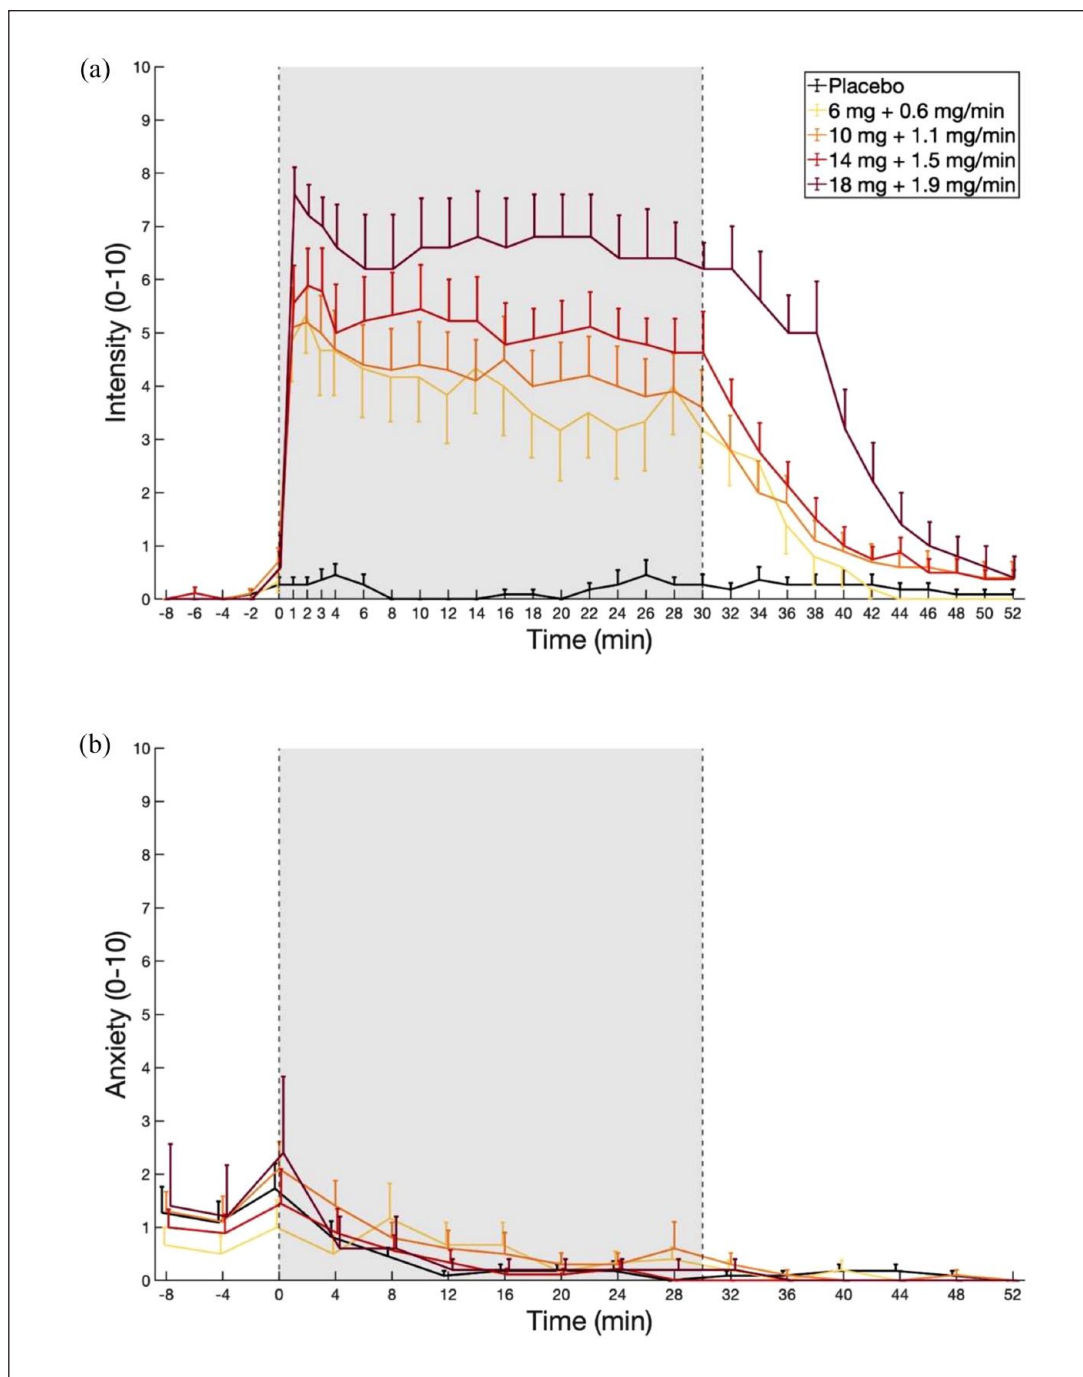 (a)
10
9
8
7
6
5
4
3
2
1
0
Intensity (0-10)
-8 -6 -4 -2 0 1 2 3 4 6 8 10 12 14 16 18 20 22 24 26 28 30 32 34 36 38 40 42 44 46 48 50 52
Time (min)
Placebo
6 mg + 0.6 mg/min
10 mg + 1.1 mg/min
14 mg + 1.5 mg/min
18 mg + 1.9 mg/min
(b)
10
9
8
7
6
5
4
3
2
1
0
Anxiety (0-10)
-8 -4 0 4 8 12 16 20 24 28 32 36 40 44 48 52
Time (min)